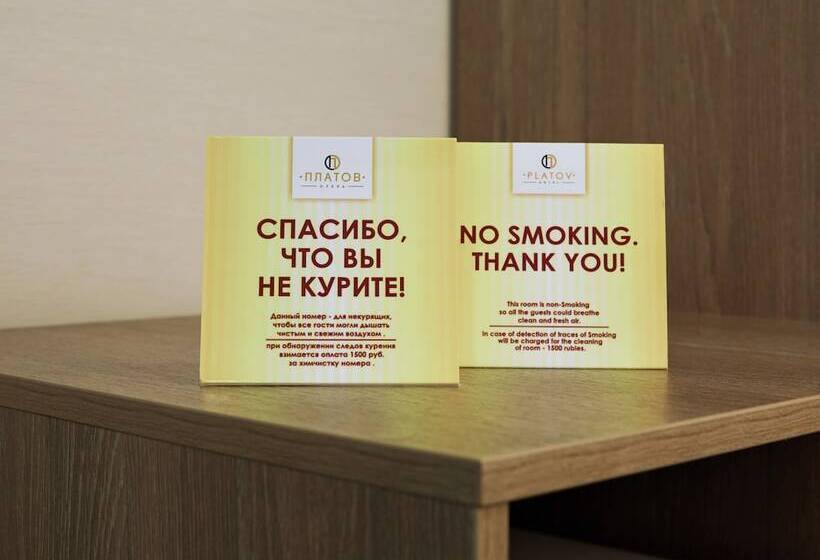 ·ПЛАТОВ·
ОТЕЛЬ
СПАСИБО,
ЧТО ВЫ
НЕ КУРИТЕ!
Данный номер - для некурящих,
чтобы все гости могли дышать
чистым и свежим воздухом .
при обнаружении следов курения
взимается оплата 1500 руб.
за химчистку номера .
·PLATOV·
HOTEL
NO SMOKING.
THANK YOU!
This room is non-Smoking
so all the guests could breathe
clean and fresh air.
In case of detection of traces of Smoking
will be charged for the cleaning
of room - 1500 rubles.